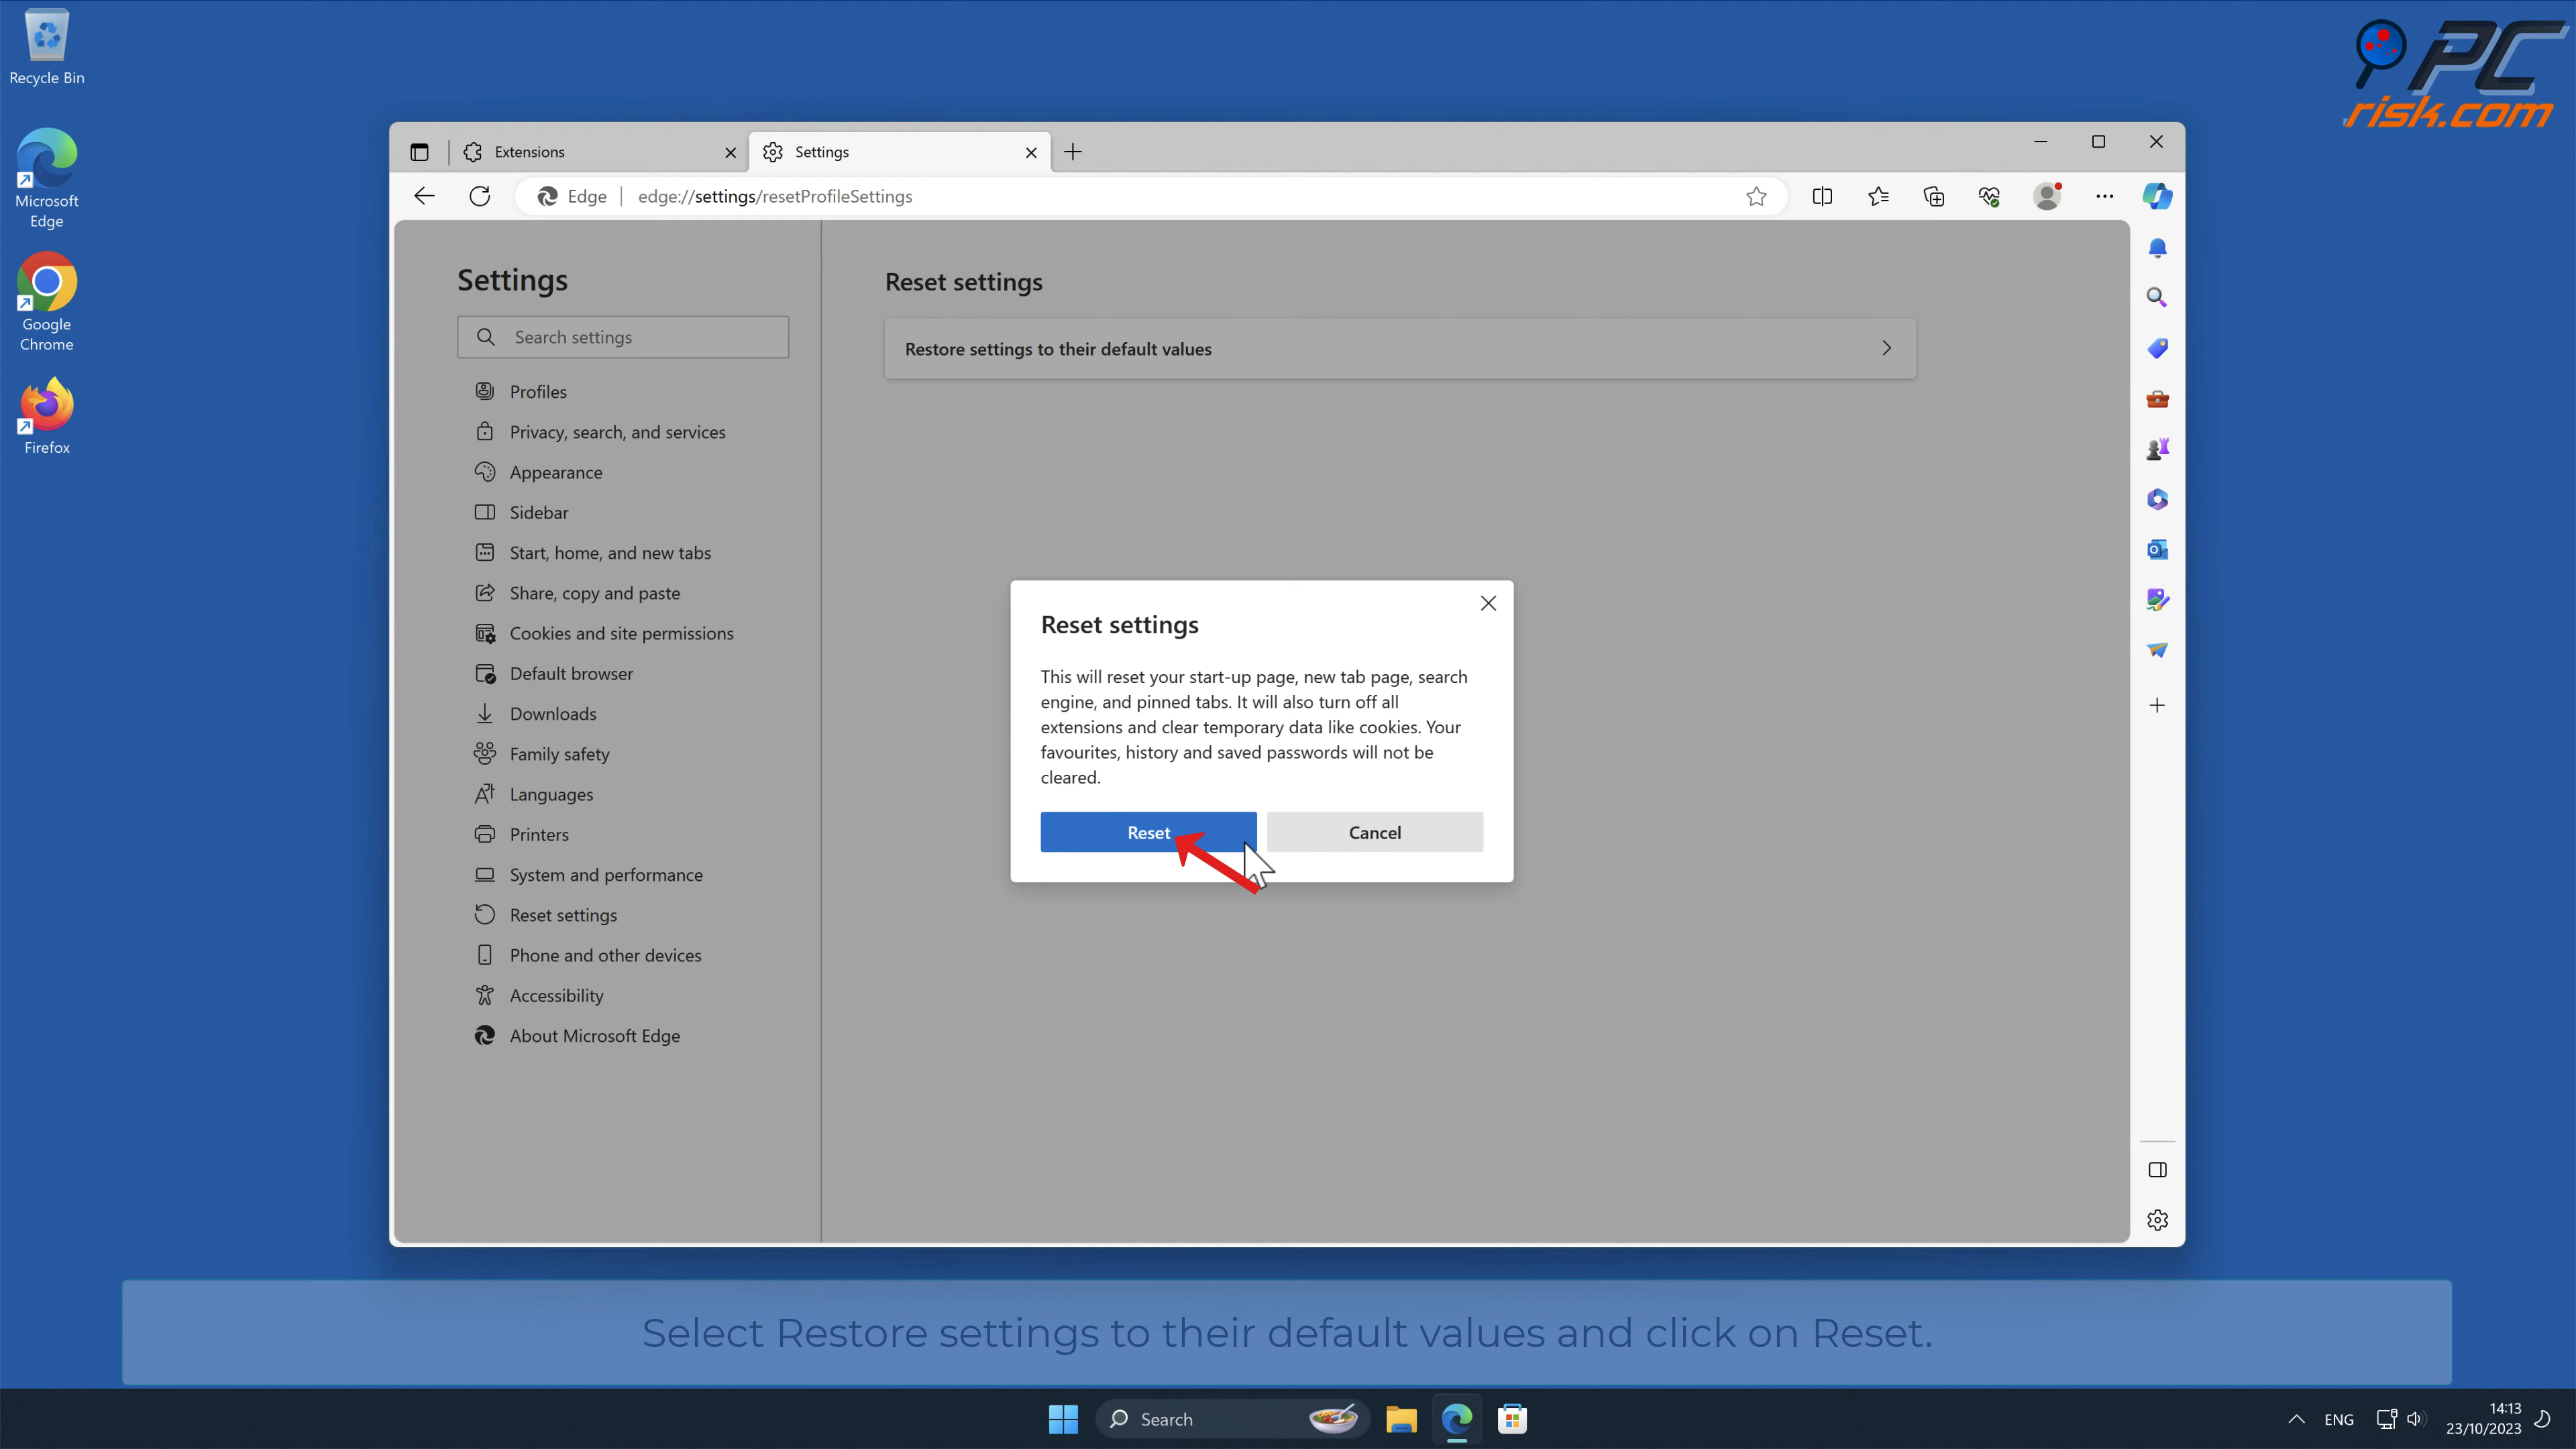 Recycle Bin
Microsoft
Edge
Google
Chrome
Firefox
PC
risk.com
Extensions
Settings
Edge
edge://settings/resetProfileSettings
Settings
Search settings
Profiles
Privacy, search, and services
Appearance
Sidebar
Start, home, and new tabs
Share, copy and paste
Cookies and site permissions
Default browser
Downloads
Family safety
Languages
Printers
System and performance
Reset settings
Phone and other devices
Accessibility
About Microsoft Edge
Reset settings
Restore settings to their default values
Reset settings
This will reset your start-up page, new tab page, search
engine, and pinned tabs. It will also turn off all
extensions and clear temporary data like cookies. Your
favourites, history and saved passwords will not be
cleared.
Reset
Cancel
Select Restore settings to their default values and click on Reset.
Search
ENG
14:13
23/10/2023